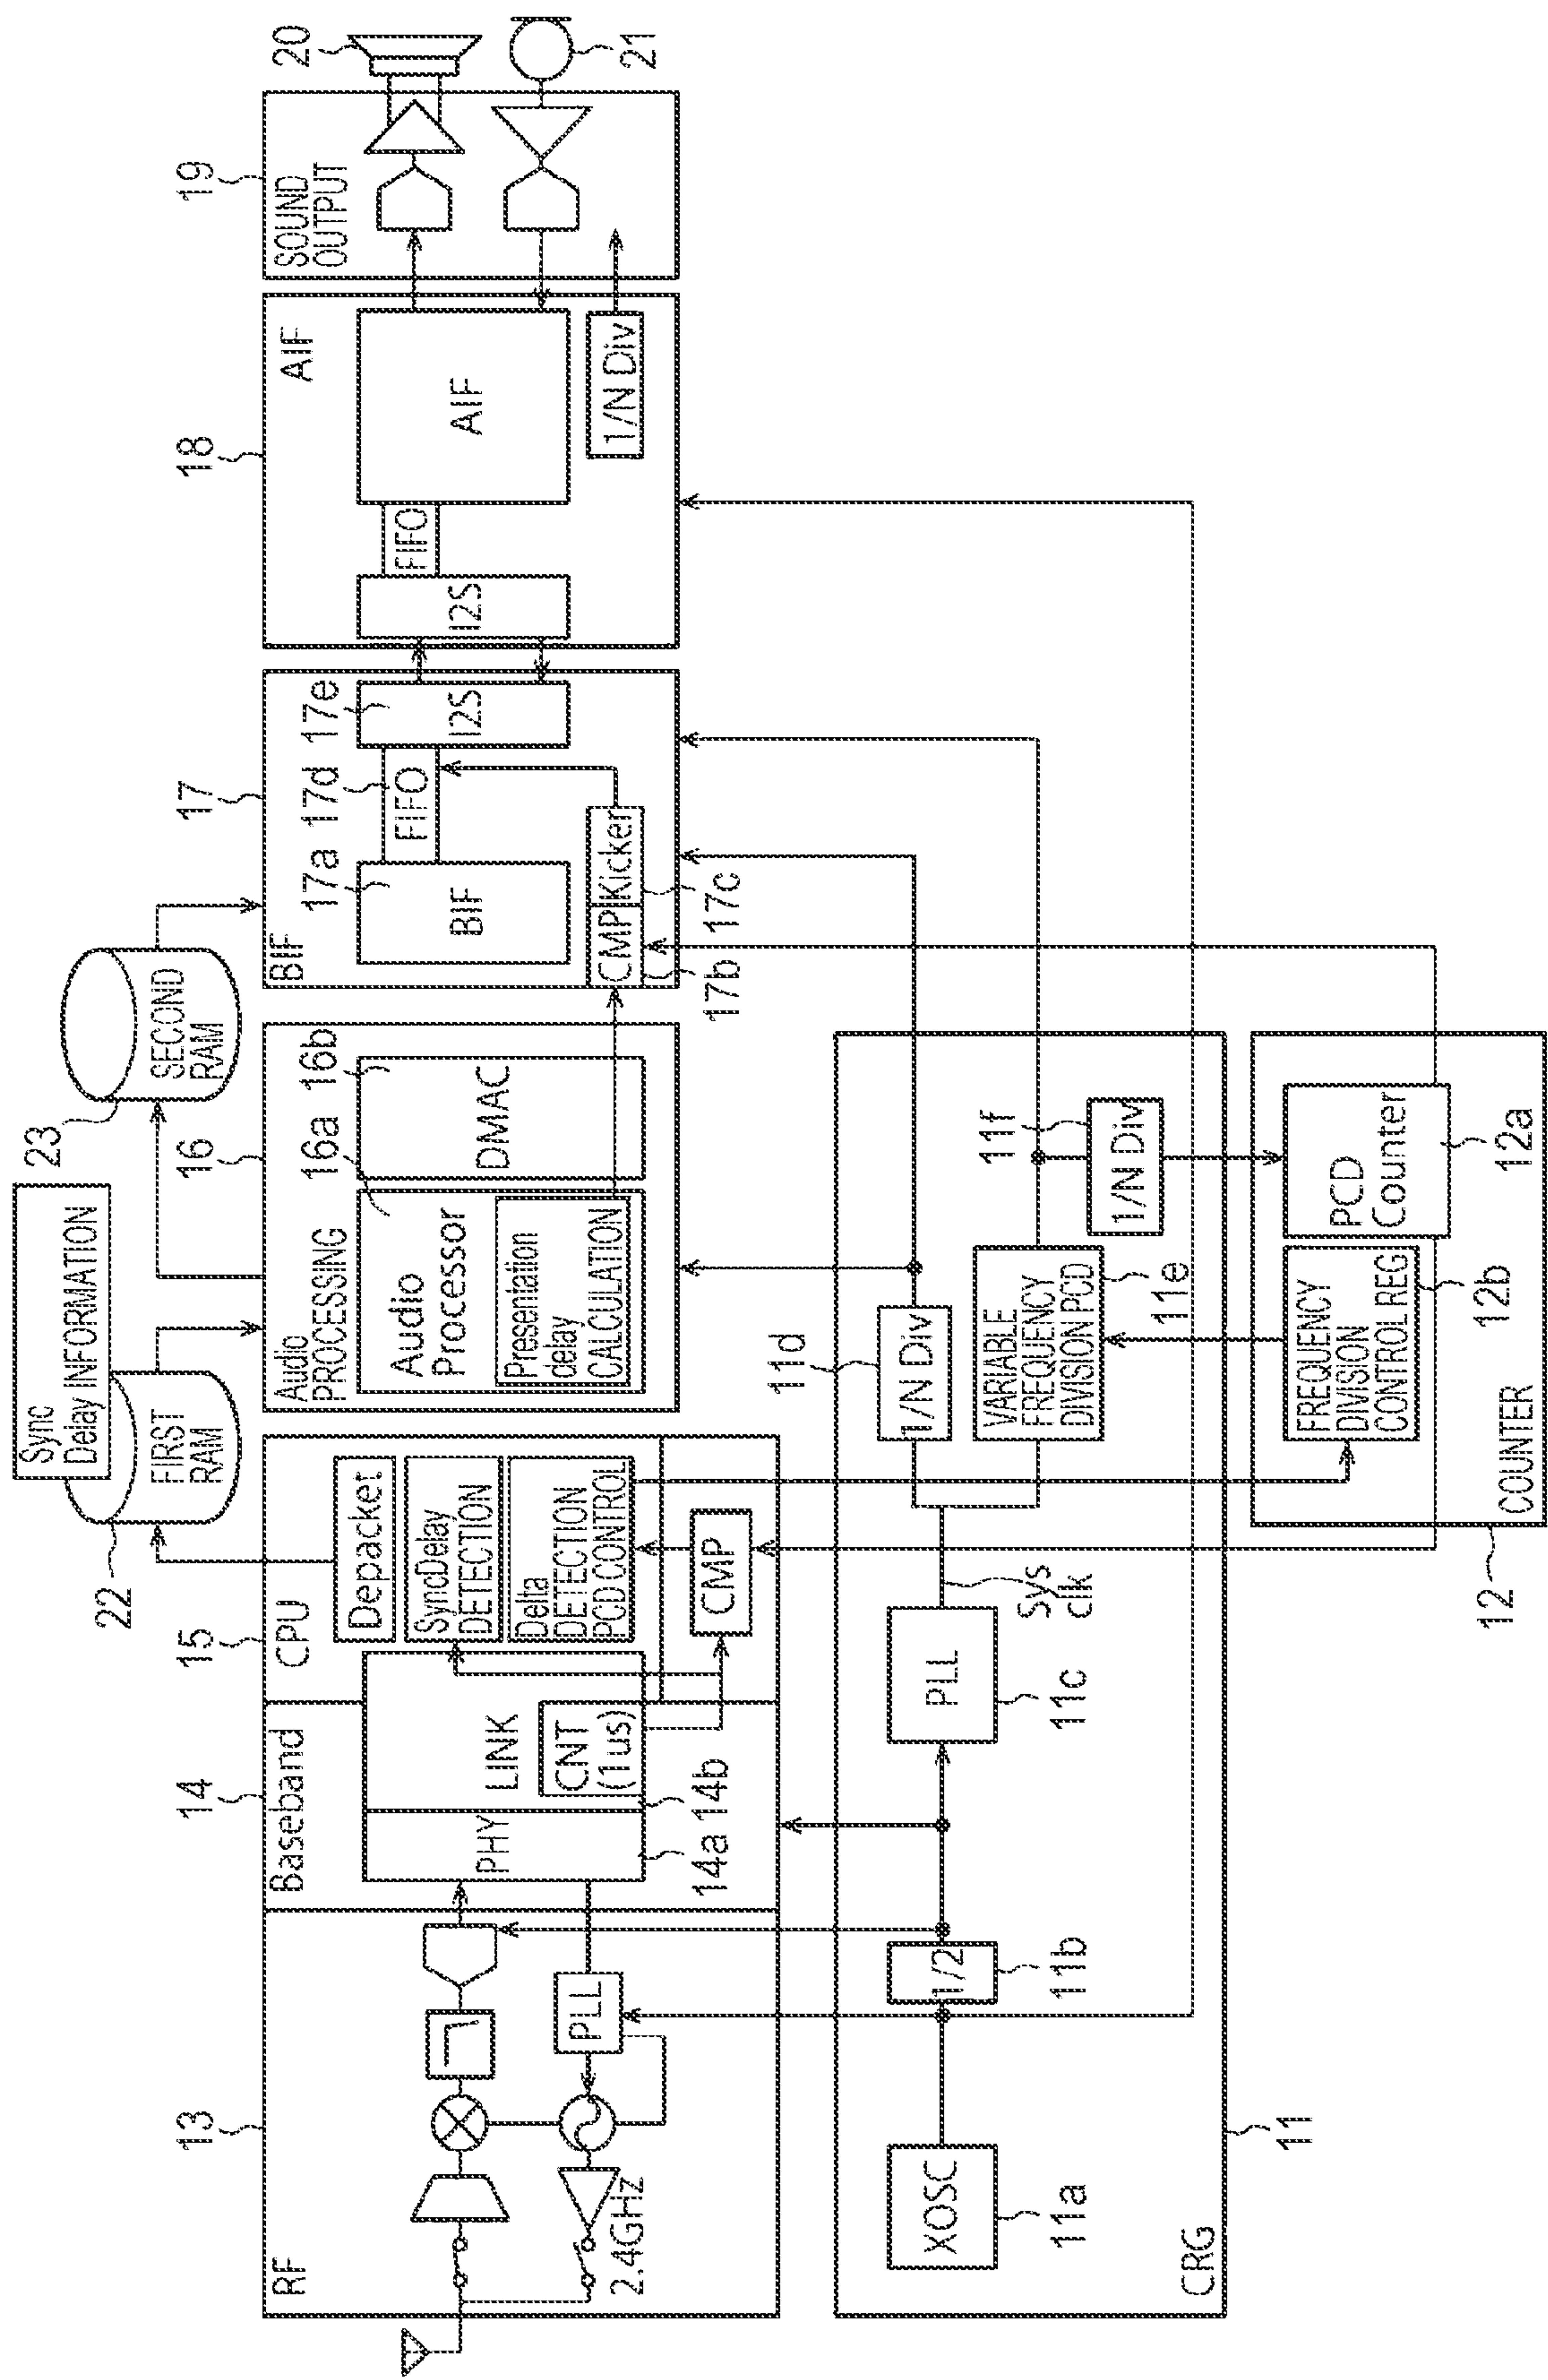 Sync
Delay INFORMATION
22
FIRST
RAM
23
SECOND
RAM
13
14
15
16
17
18
19
20
21
RF
2.4GHz
PLL
Baseband
PHY
14a
LINK
14b
CNT
(1us)
CPU
Depacket
SyncDelay
DETECTION
Delta
DETECTION
PCD CONTROL
CMP
Audio
PROCESSING
16a
16b
Audio
Processor
Presentation
delay
CALCULATION
DMAC
BIF
17a
17d
17e
BIF
FIFO
I2S
CMP
Kicker
17b
17c
AIF
I2S
FIFO
AIF
1/N Div
SOUND
OUTPUT
XOSC
11a
1/2
11b
PLL
11c
Sys
clk
11d
1/N Div
VARIABLE
FREQUENCY
DIVISION PCD
11e
11f
1/N Div
CRG
11
12
COUNTER
FREQUENCY
DIVISION
CONTROL REG
12b
PCD
Counter
12a